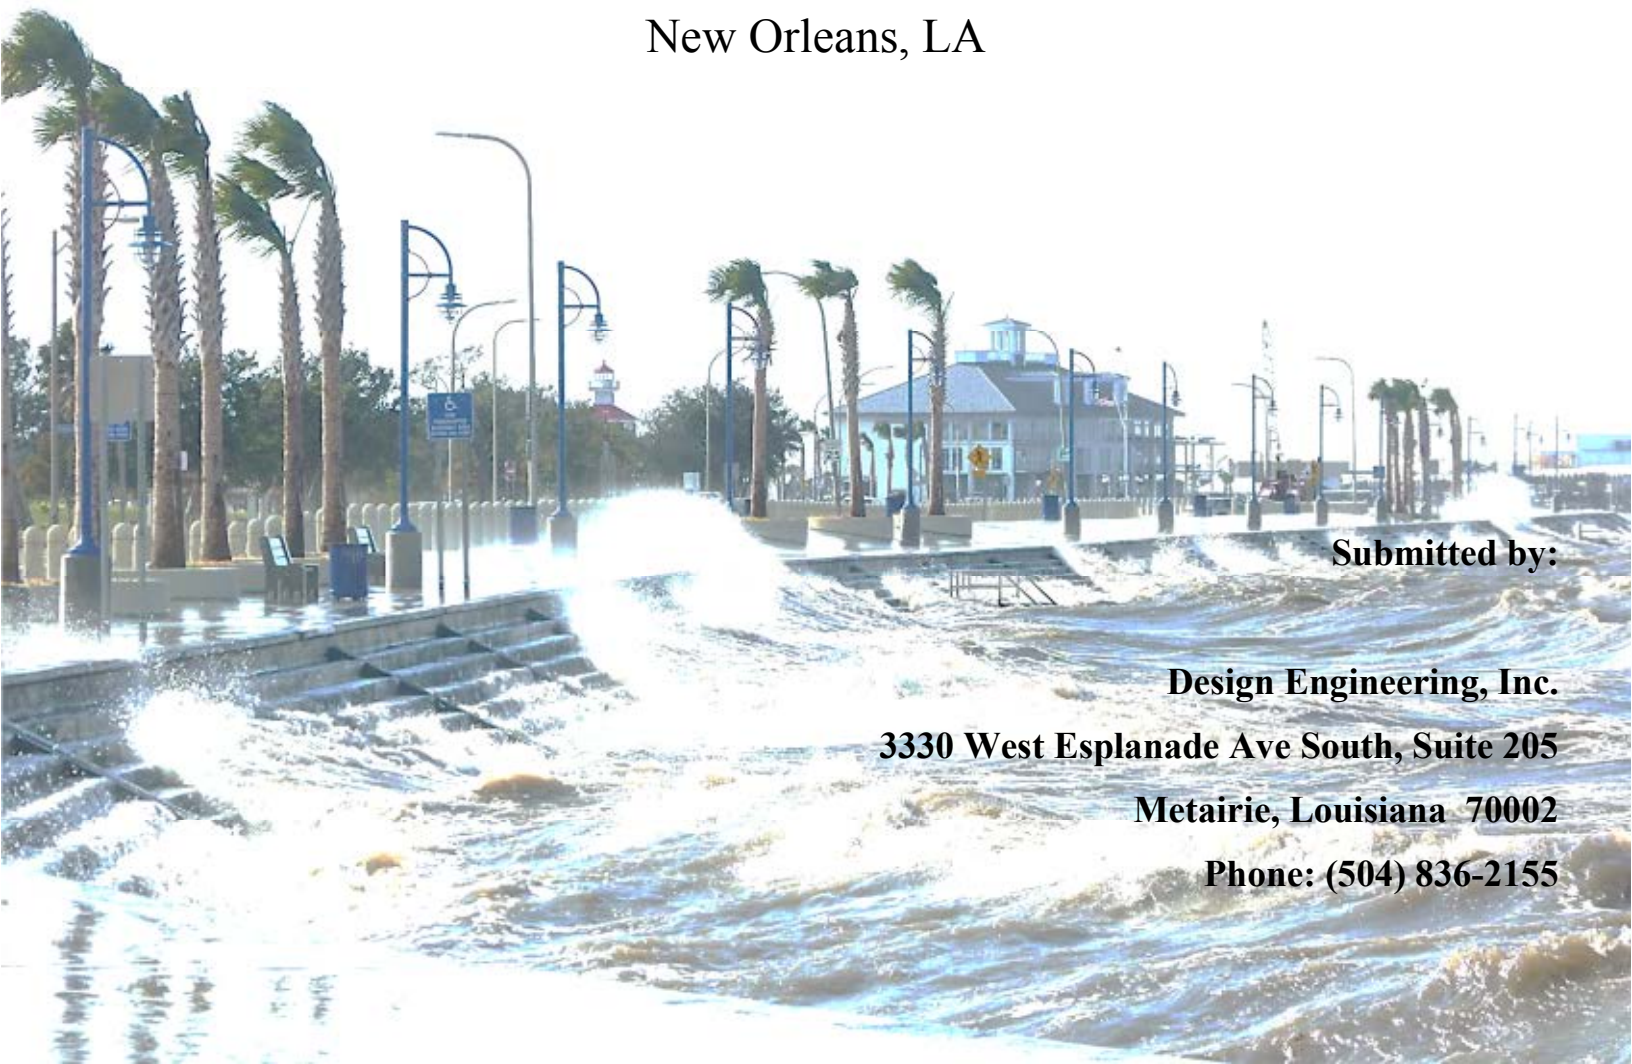 New Orleans, LA
Submitted by:
Design Engineering, Inc.
3330 West Esplanade Ave South, Suite 205
Metairie, Louisiana  70002
Phone: (504) 836-2155